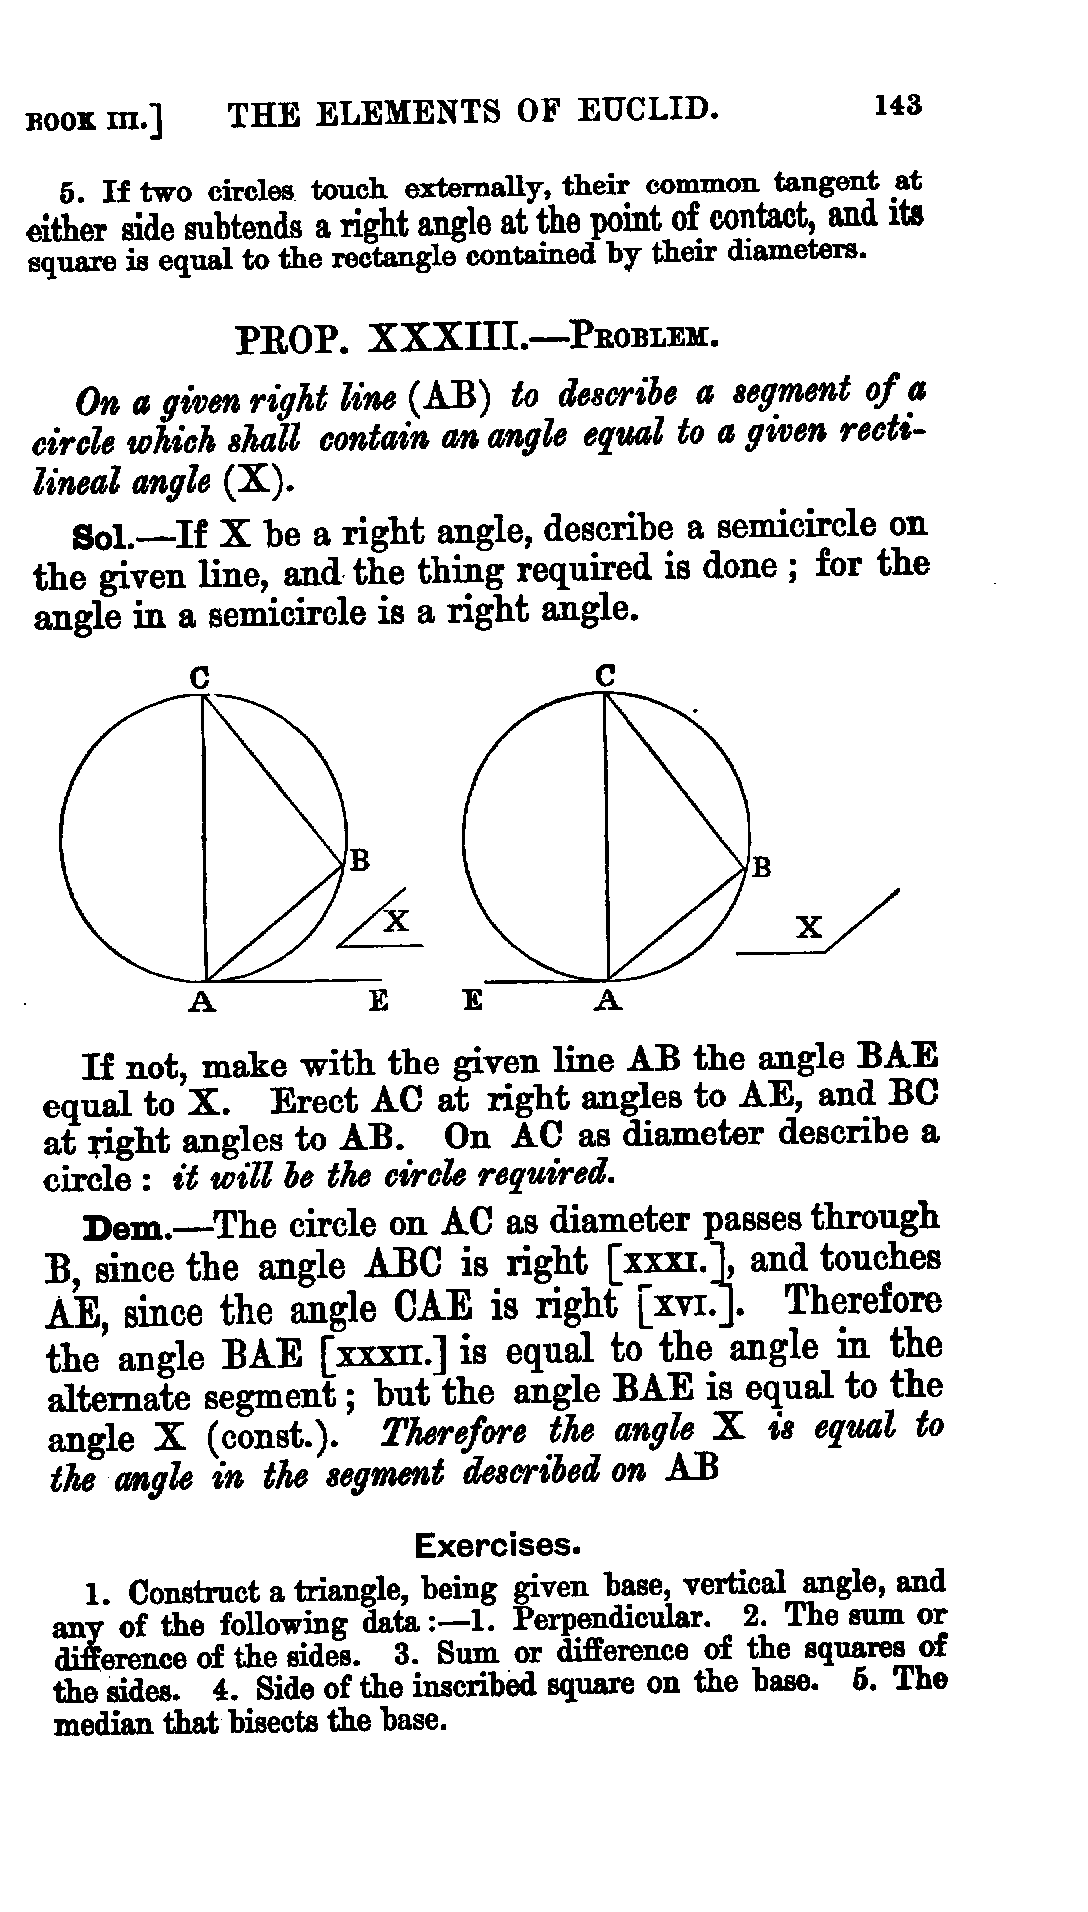 BOOK III.] THE ELEMENTS OF EUCLID. 143
5. If two circles touch externally, their common tangent at
either side subtends a right angle at the point of contact, and its
square is equal to the rectangle contained by their diameters.
PROP. XXXIII.—PROBLEM.
On a given right line (AB) to describe a segment of a
circle which shall contain an angle equal to a given recti-
lineal angle (X).
Sol.—If X be a right angle, describe a semicircle on
the given line, and the thing required is done ; for the
angle in a semicircle is a right angle.
C C
B B
X X
A E E A
If not, make with the given line AB the angle BAE
equal to X. Erect AC at right angles to AE, and BC
at right angles to AB. On AC as diameter describe a
circle : it will be the circle required.
Dem.—The circle on AC as diameter passes through
B, since the angle ABC is right [XXXI.], and touches
AE, since the angle CAE is right [XVI.]. Therefore
the angle BAE [XXXII.] is equal to the angle in the
alternate segment ; but the angle BAE is equal to the
angle X (const.). Therefore the angle X is equal to
the angle in the segment described on AB
Exercises.
1. Construct a triangle, being given base, vertical angle, and
any of the following data :—1. Perpendicular. 2. The sum or
difference of the sides. 3. Sum or difference of the squares of
the sides. 4. Side of the inscribed square on the base. 5. The
median that bisects the base.